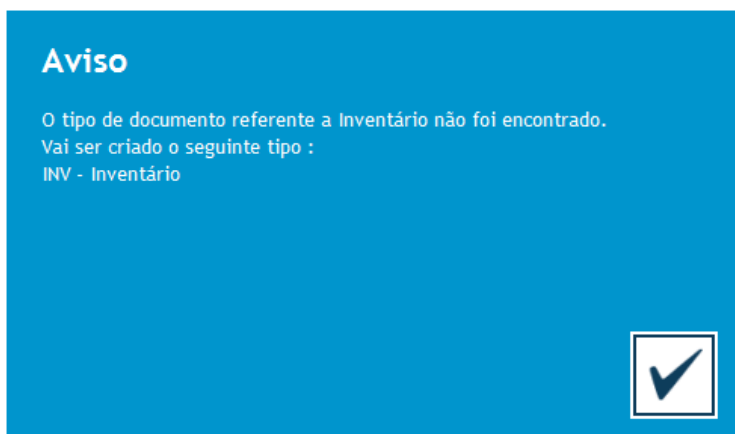 Aviso
O tipo de documento referente a Inventário não foi encontrado.
Vai ser criado o seguinte tipo :
INV - Inventário